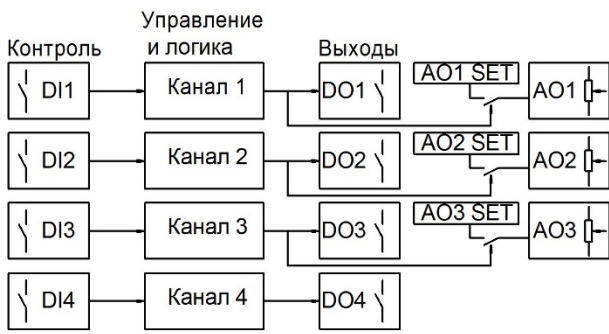 Управление
и логика
Контроль
Выходы
DI1
Канал 1
DO1
AO1 SET
AO1
DI2
Канал 2
DO2
AO2 SET
AO2
DI3
Канал 3
DO3
AO3 SET
AO3
DI4
Канал 4
DO4